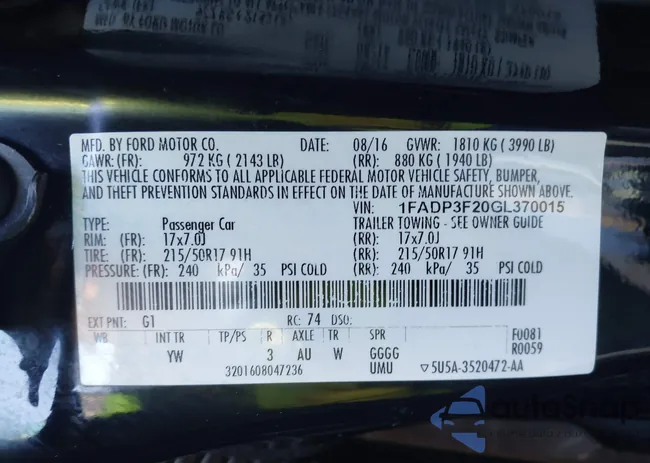 MFD. BY FORD MOTOR CO. DATE: 08/16 GVWR: 1810 KG ( 3990 LB)
GAWR: (FR): 972 KG ( 2143 LB) (RR): 880 KG ( 1940 LB)
THIS VEHICLE CONFORMS TO ALL APPLICABLE FEDERAL MOTOR VEHICLE SAFETY, BUMPER,
AND THEFT PREVENTION STANDARDS IN EFFECT ON THE DATE OF MANUFACTURE SHOWN ABOVE.
VIN: 1FADP3F20GL370015
TYPE: Passenger Car TRAILER TOWING - SEE OWNER GUIDE
RIM: (FR): 17x7.0J (RR): 17x7.0J
TIRE: (FR): 215/50R17 91H (RR): 215/50R17 91H
PRESSURE: (FR): 240 kPa/ 35 PSI COLD (RR): 240 kPa/ 35 PSI COLD
EXT PNT: G1 RC: 74 DSO:
WB INT TR TP/PS R AXLE TR SPR F0081
YW 3 AU W GGGG R0059
3201608047236 UMU ▽5U5A-3520472-AA
autoSnap